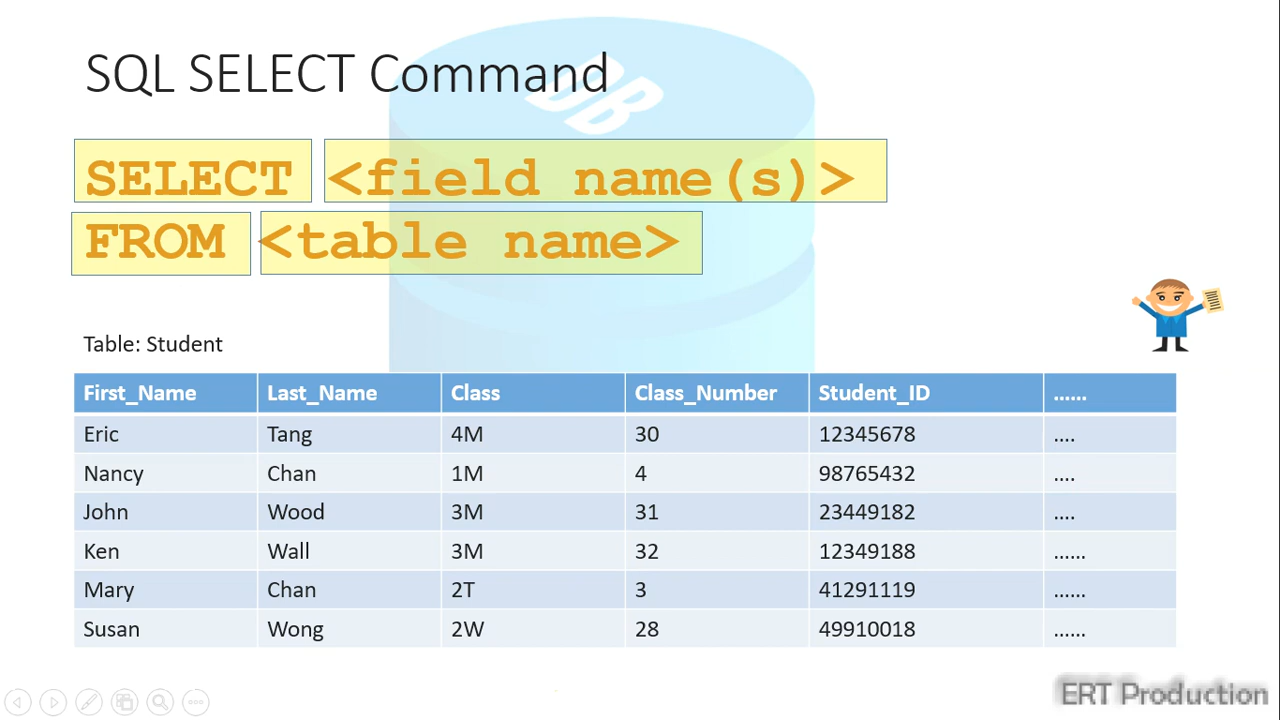 SQL SELECT Command
DB
SELECT <field name(s)>
FROM <table name>
Table: Student
First_Name Last_Name Class Class_Number Student_ID ......
Eric Tang 4M 30 12345678 ....
Nancy Chan 1M 4 98765432 ....
John Wood 3M 31 23449182 ....
Ken Wall 3M 32 12349188 ......
Mary Chan 2T 3 41291119 ......
Susan Wong 2W 28 49910018 ......
ERT Production